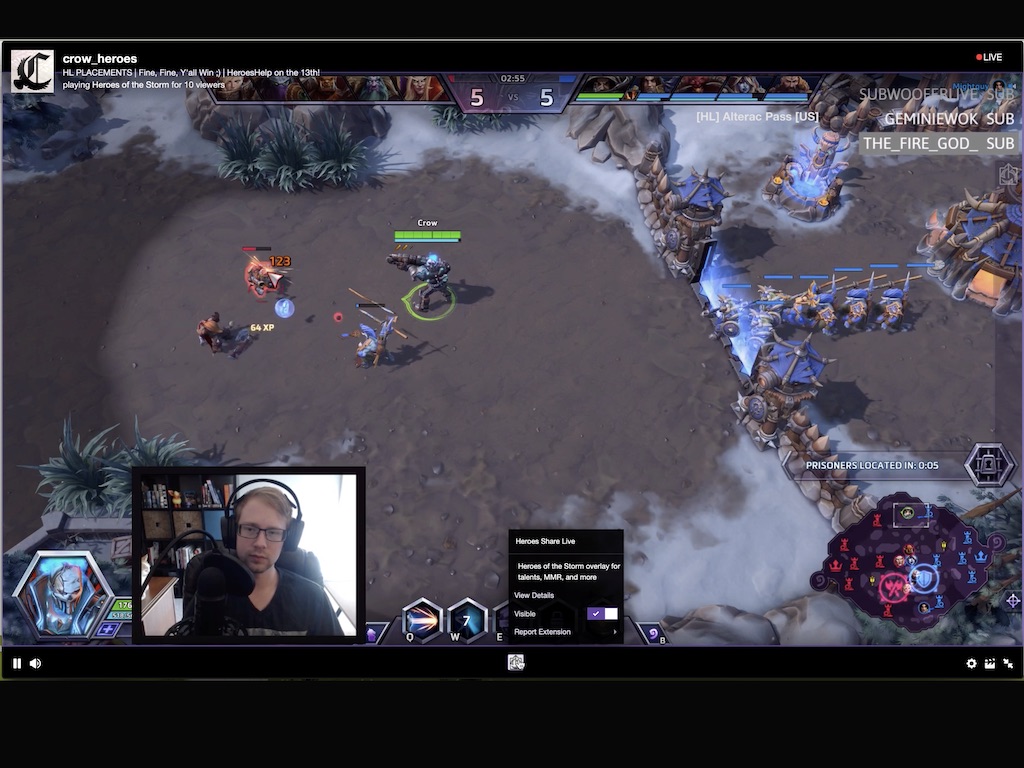 crow_heroes
HL PLACEMENTS | Fine, Fine, Y'all Win ;) | HeroesHelp on the 13th!
playing Heroes of the Storm for 10 viewers
LIVE
02:55
5 VS 5
SUBWOOFERLIVE SUB
[HL] Alterac Pass [US]
GEMINIEWOK SUB
THE_FIRE_GOD_ SUB
Crow
123
64 XP
PRISONERS LOCATED IN: 0:05
Heroes Share Live
Heroes of the Storm overlay for
talents, MMR, and more
View Details
Visible
Report Extension
7
Q
W
E
B